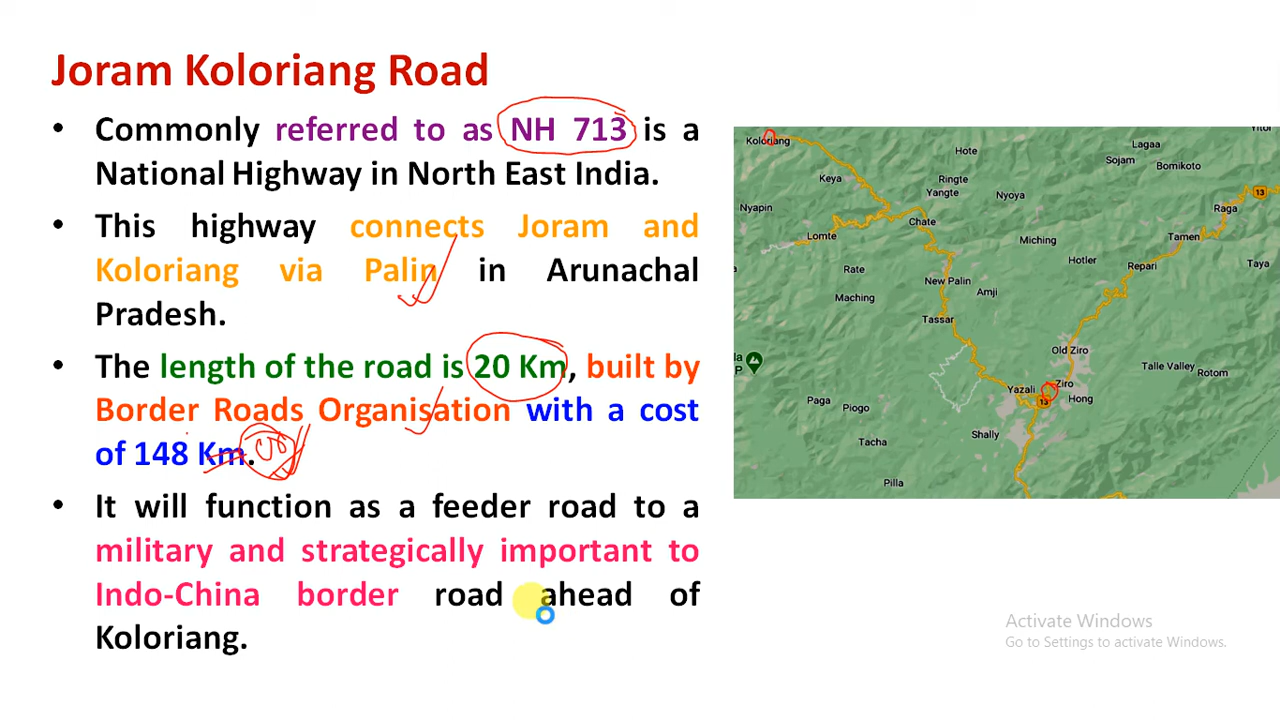 Joram Koloriang Road
• Commonly referred to as NH 713 is a
National Highway in North East India.
• This highway connects Joram and
Koloriang via Palin in Arunachal
Pradesh.
• The length of the road is 20 Km, built by
Border Roads Organisation with a cost
of 148 Km.
• It will function as a feeder road to a
military and strategically important to
Indo-China border road ahead of
Koloriang.
Koloriang
Hote
Lagaa
Sojam
Bomikoto
Keya
Ringte
Yangte
Nyoya
Nyapin
Chate
Raga
13
Lomte
Miching
Tamen
Rate
Hotler
Repari
Taya
New Palin
Amji
Maching
Tassar
Old Ziro
Talle Valley
Rotom
P
Yazali
Ziro
Paga
Piogo
13
Hong
Tacha
Shally
Pilla
Activate Windows
Go to Settings to activate Windows.